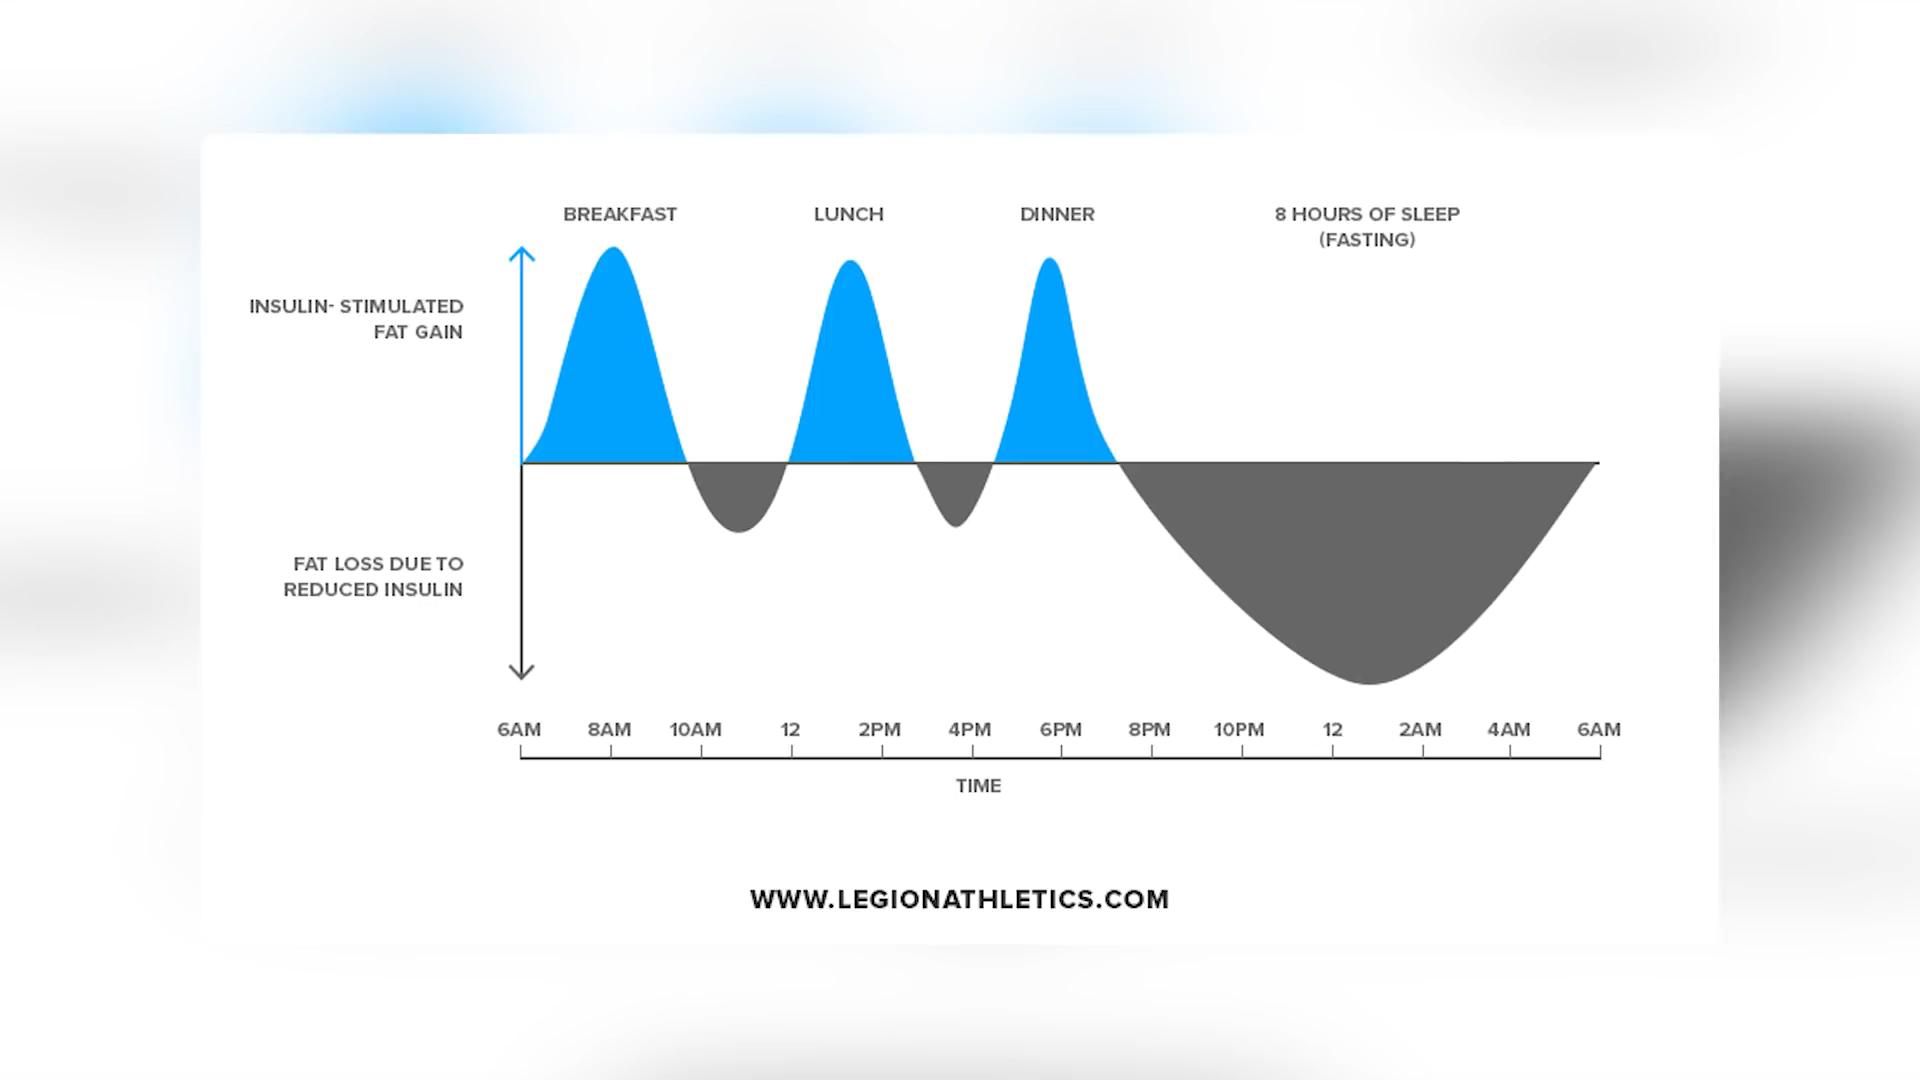 BREAKFAST
LUNCH
DINNER
8 HOURS OF SLEEP
(FASTING)
INSULIN- STIMULATED
FAT GAIN
FAT LOSS DUE TO
REDUCED INSULIN
6AM 8AM 10AM 12 2PM 4PM 6PM 8PM 10PM 12 2AM 4AM 6AM
TIME
WWW.LEGIONATHLETICS.COM